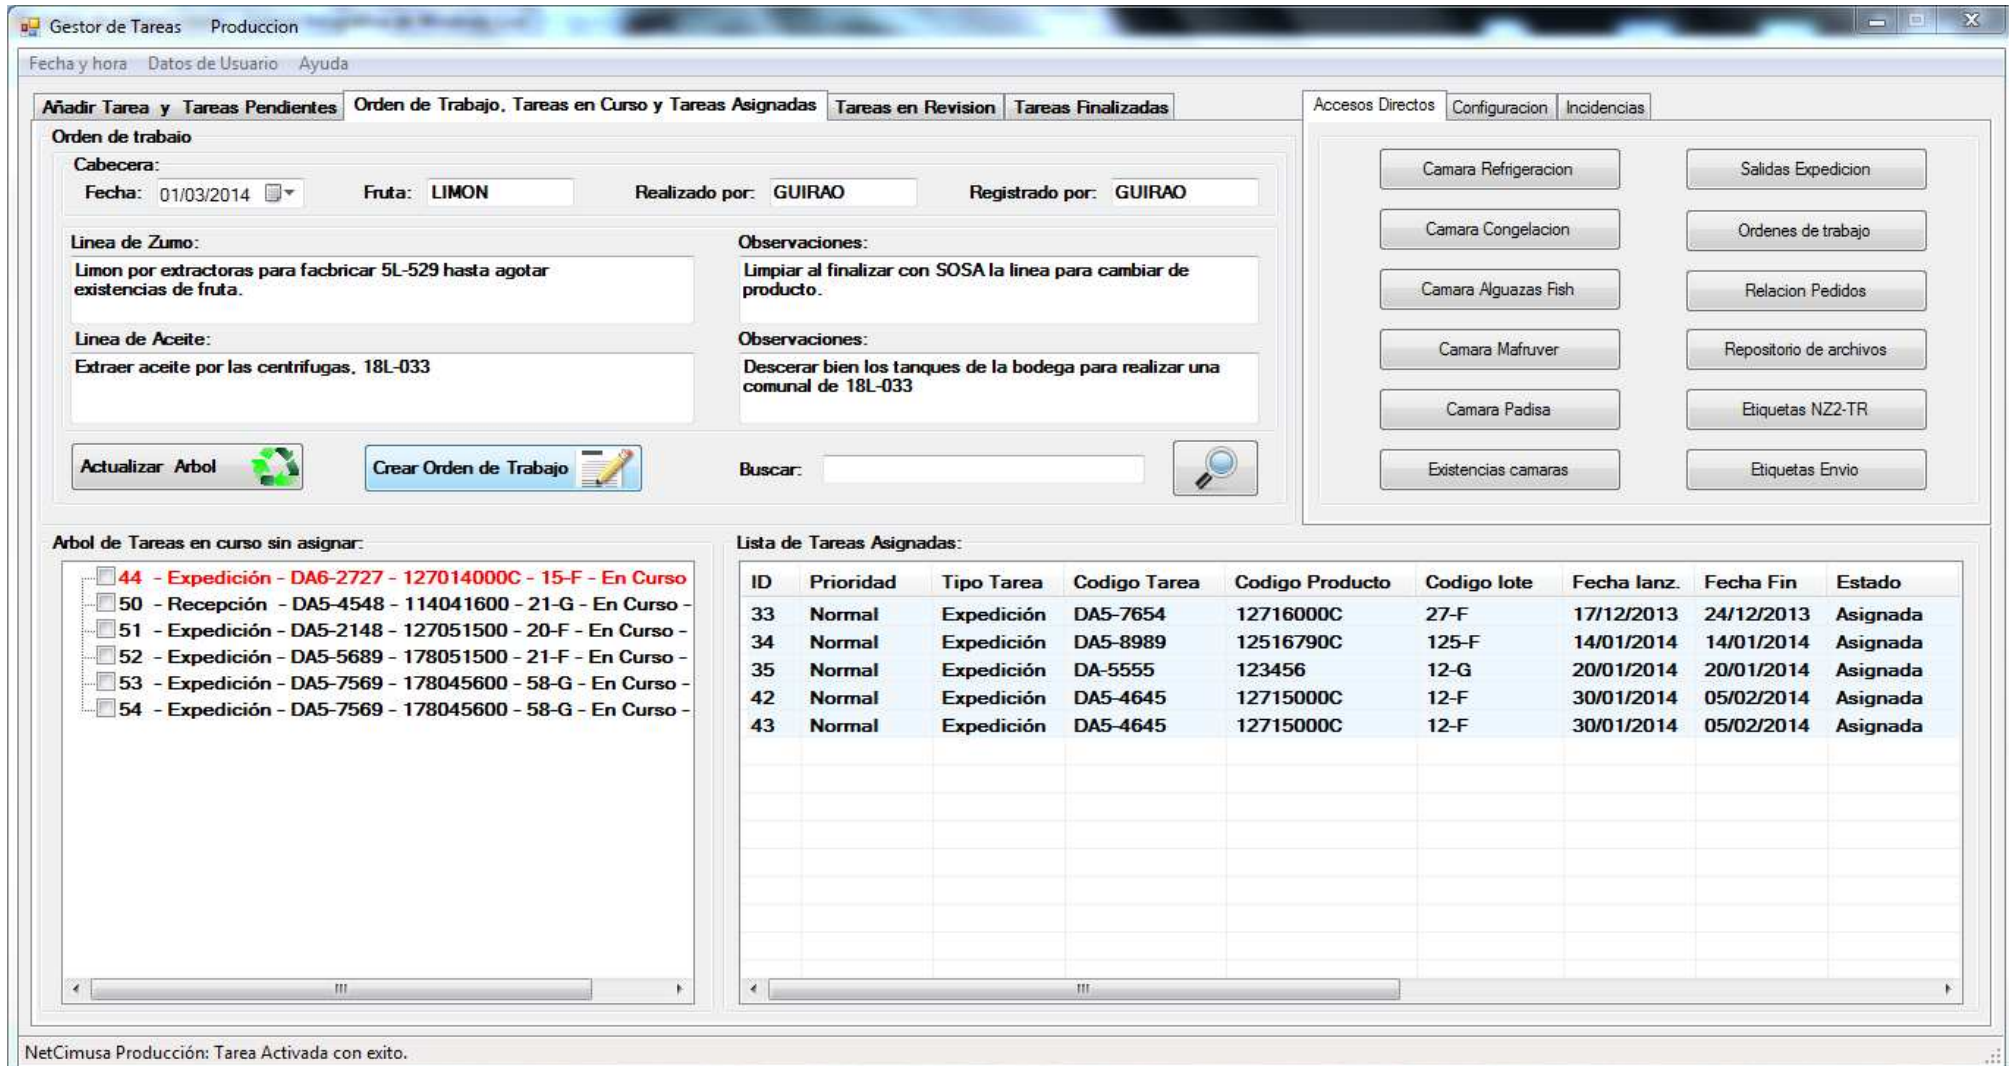 Gestor de Tareas Produccion
Fecha y hora Datos de Usuario Ayuda
Añadir Tarea y Tareas Pendientes Orden de Trabajo, Tareas en Curso y Tareas Asignadas Tareas en Revision Tareas Finalizadas
Orden de trabaio
Cabecera:
Fecha: 01/03/2014 Fruta: LIMON Realizado por: GUIRAO Registrado por: GUIRAO
Linea de Zumo:
Limon por extractoras para facbricar 5L-529 hasta agotar
existencias de fruta.
Observaciones:
Limpiar al finalizar con SOSA la linea para cambiar de
producto.
Linea de Aceite:
Extraer aceite por las centrifugas, 18L-033
Observaciones:
Descerar bien los tanques de la bodega para realizar una
comunal de 18L-033
Actualizar Arbol Crear Orden de Trabajo Buscar:
Accesos Directos Configuracion Incidencias
Camara Refrigeracion Salidas Expedicion
Camara Congelacion Ordenes de trabajo
Camara Alguazas Fish Relacion Pedidos
Camara Mafruver Repositorio de archivos
Camara Padisa Etiquetas NZ2-TR
Existencias camaras Etiquetas Envio
Arbol de Tareas en curso sin asignar:
44 - Expedición - DA6-2727 - 127014000C - 15-F - En Curso
50 - Recepción - DA5-4548 - 114041600 - 21-G - En Curso -
51 - Expedición - DA5-2148 - 127051500 - 20-F - En Curso -
52 - Expedición - DA5-5689 - 178051500 - 21-F - En Curso -
53 - Expedición - DA5-7569 - 178045600 - 58-G - En Curso -
54 - Expedición - DA5-7569 - 178045600 - 58-G - En Curso -
Lista de Tareas Asignadas:
ID Prioridad Tipo Tarea Codigo Tarea Codigo Producto Codigo lote Fecha lanz. Fecha Fin Estado
33 Normal Expedición DA5-7654 12716000C 27-F 17/12/2013 24/12/2013 Asignada
34 Normal Expedición DA5-8989 12516790C 125-F 14/01/2014 14/01/2014 Asignada
35 Normal Expedición DA-5555 123456 12-G 20/01/2014 20/01/2014 Asignada
42 Normal Expedición DA5-4645 12715000C 12-F 30/01/2014 05/02/2014 Asignada
43 Normal Expedición DA5-4645 12715000C 12-F 30/01/2014 05/02/2014 Asignada
NetCimusa Producción: Tarea Activada con exito.